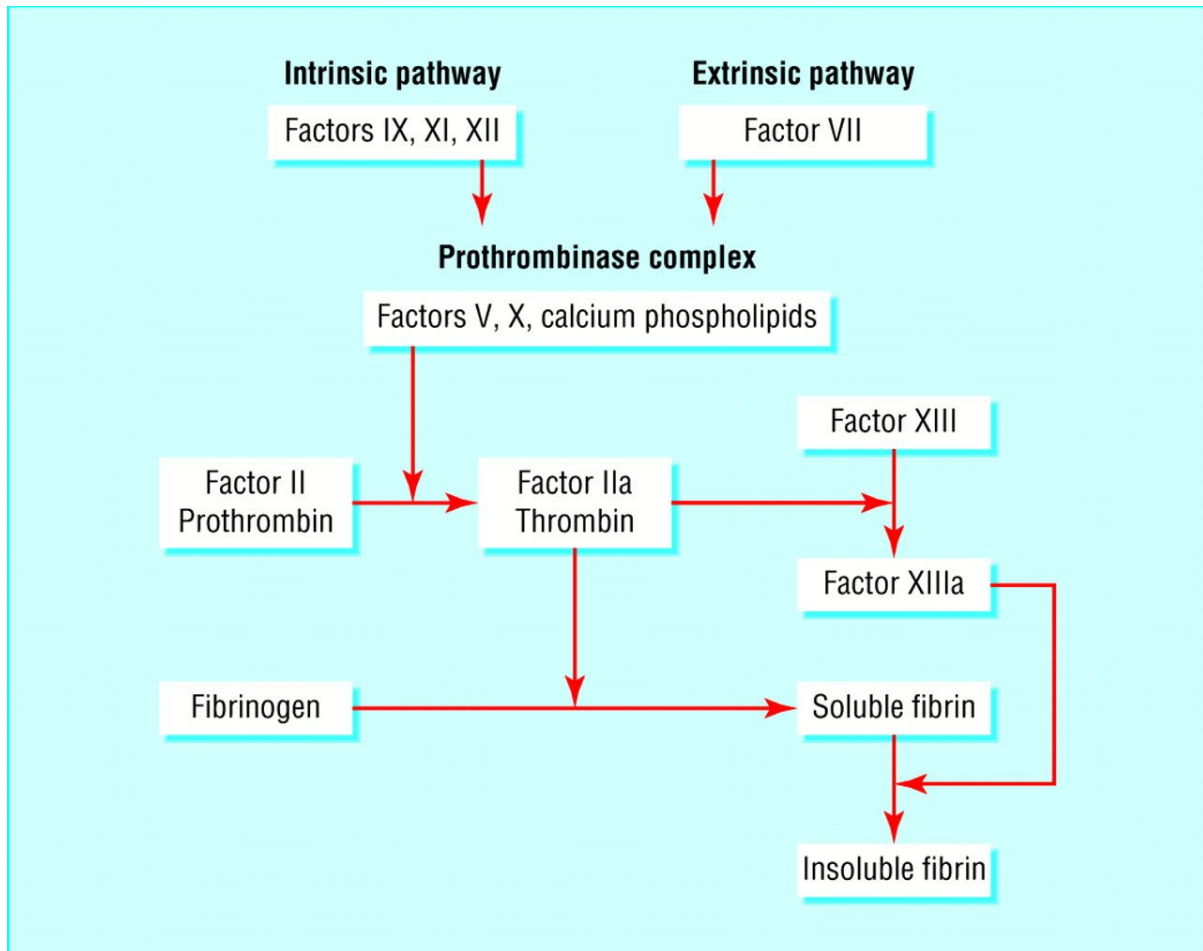 Intrinsic pathway
Extrinsic pathway
Factors IX, XI, XII
Factor VII
Prothrombinase complex
Factors V, X, calcium phospholipids
Factor XIII
Factor II
Prothrombin
Factor IIa
Thrombin
Factor XIIIa
Fibrinogen
Soluble fibrin
Insoluble fibrin